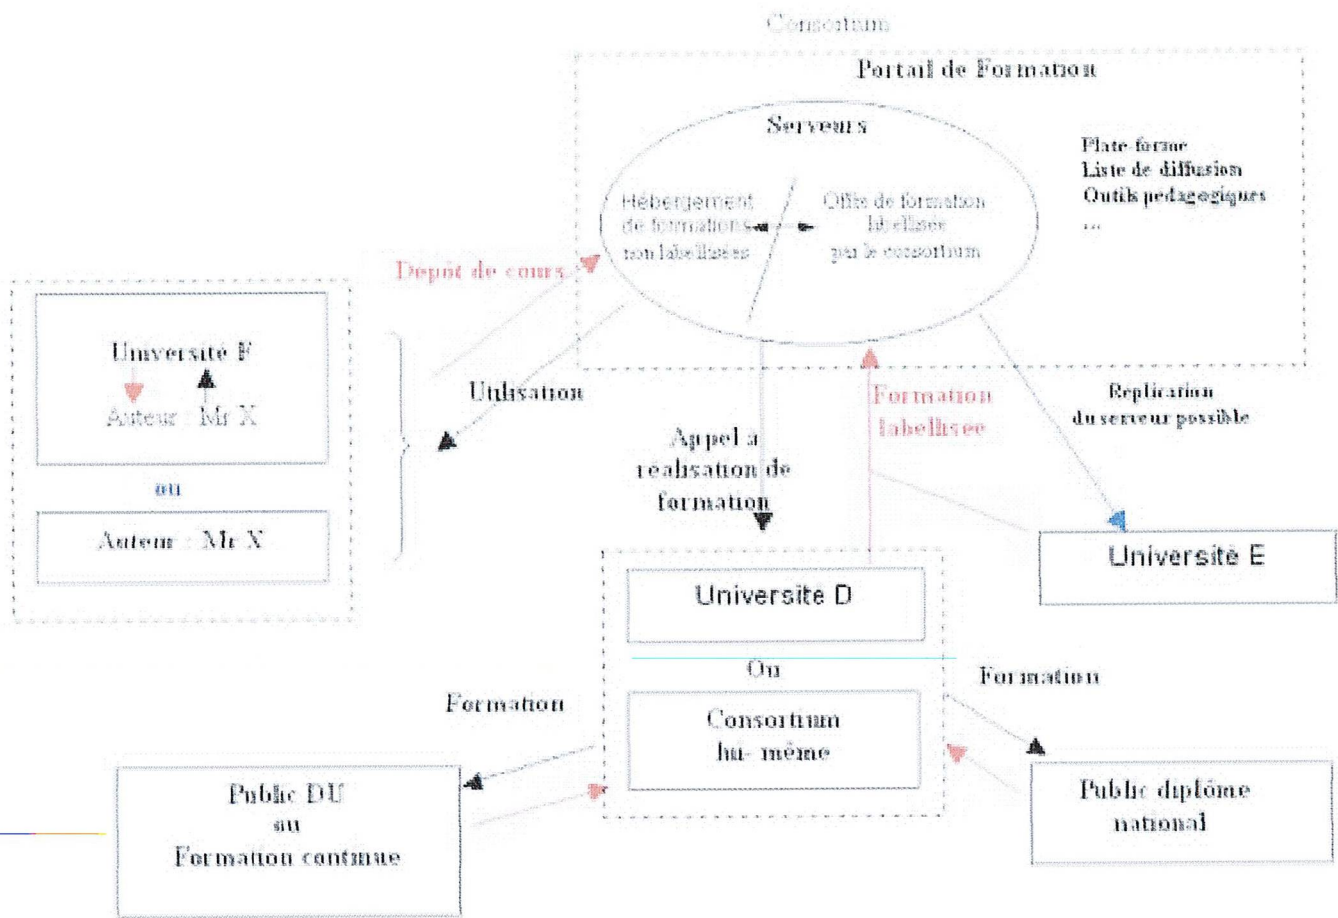 Consortium
Portail de Formation
Serveurs
Plate-forme
Liste de diffusion
Outils pédagogiques
...
Hébergement
de formations
non labellisées
Offre de formation
labellisée
par le consortium
Dépôt de cours
Université F
Auteur : Mr X
ou
Auteur : Mr X
Utilisation
Appel à
réalisation de
formation
Formation
labellisée
Replication
du serveur possible
Université E
Université D
Ou
Consortium
lui- même
Formation
Formation
Public DU
ou
Formation continue
Public diplôme
national